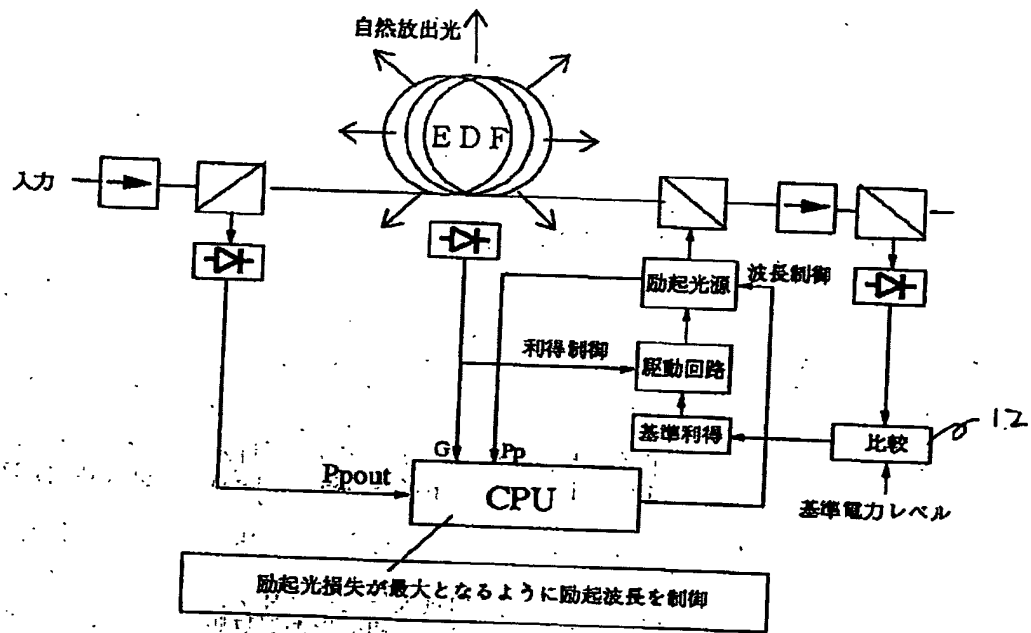 自然放出光
EDF
入力
励起光源
波長制御
利得制御
駆動回路
基準利得
比較
12
G
Pp
Ppout
CPU
基準電力レベル
励起光損失が最大となるように励起波長を制御